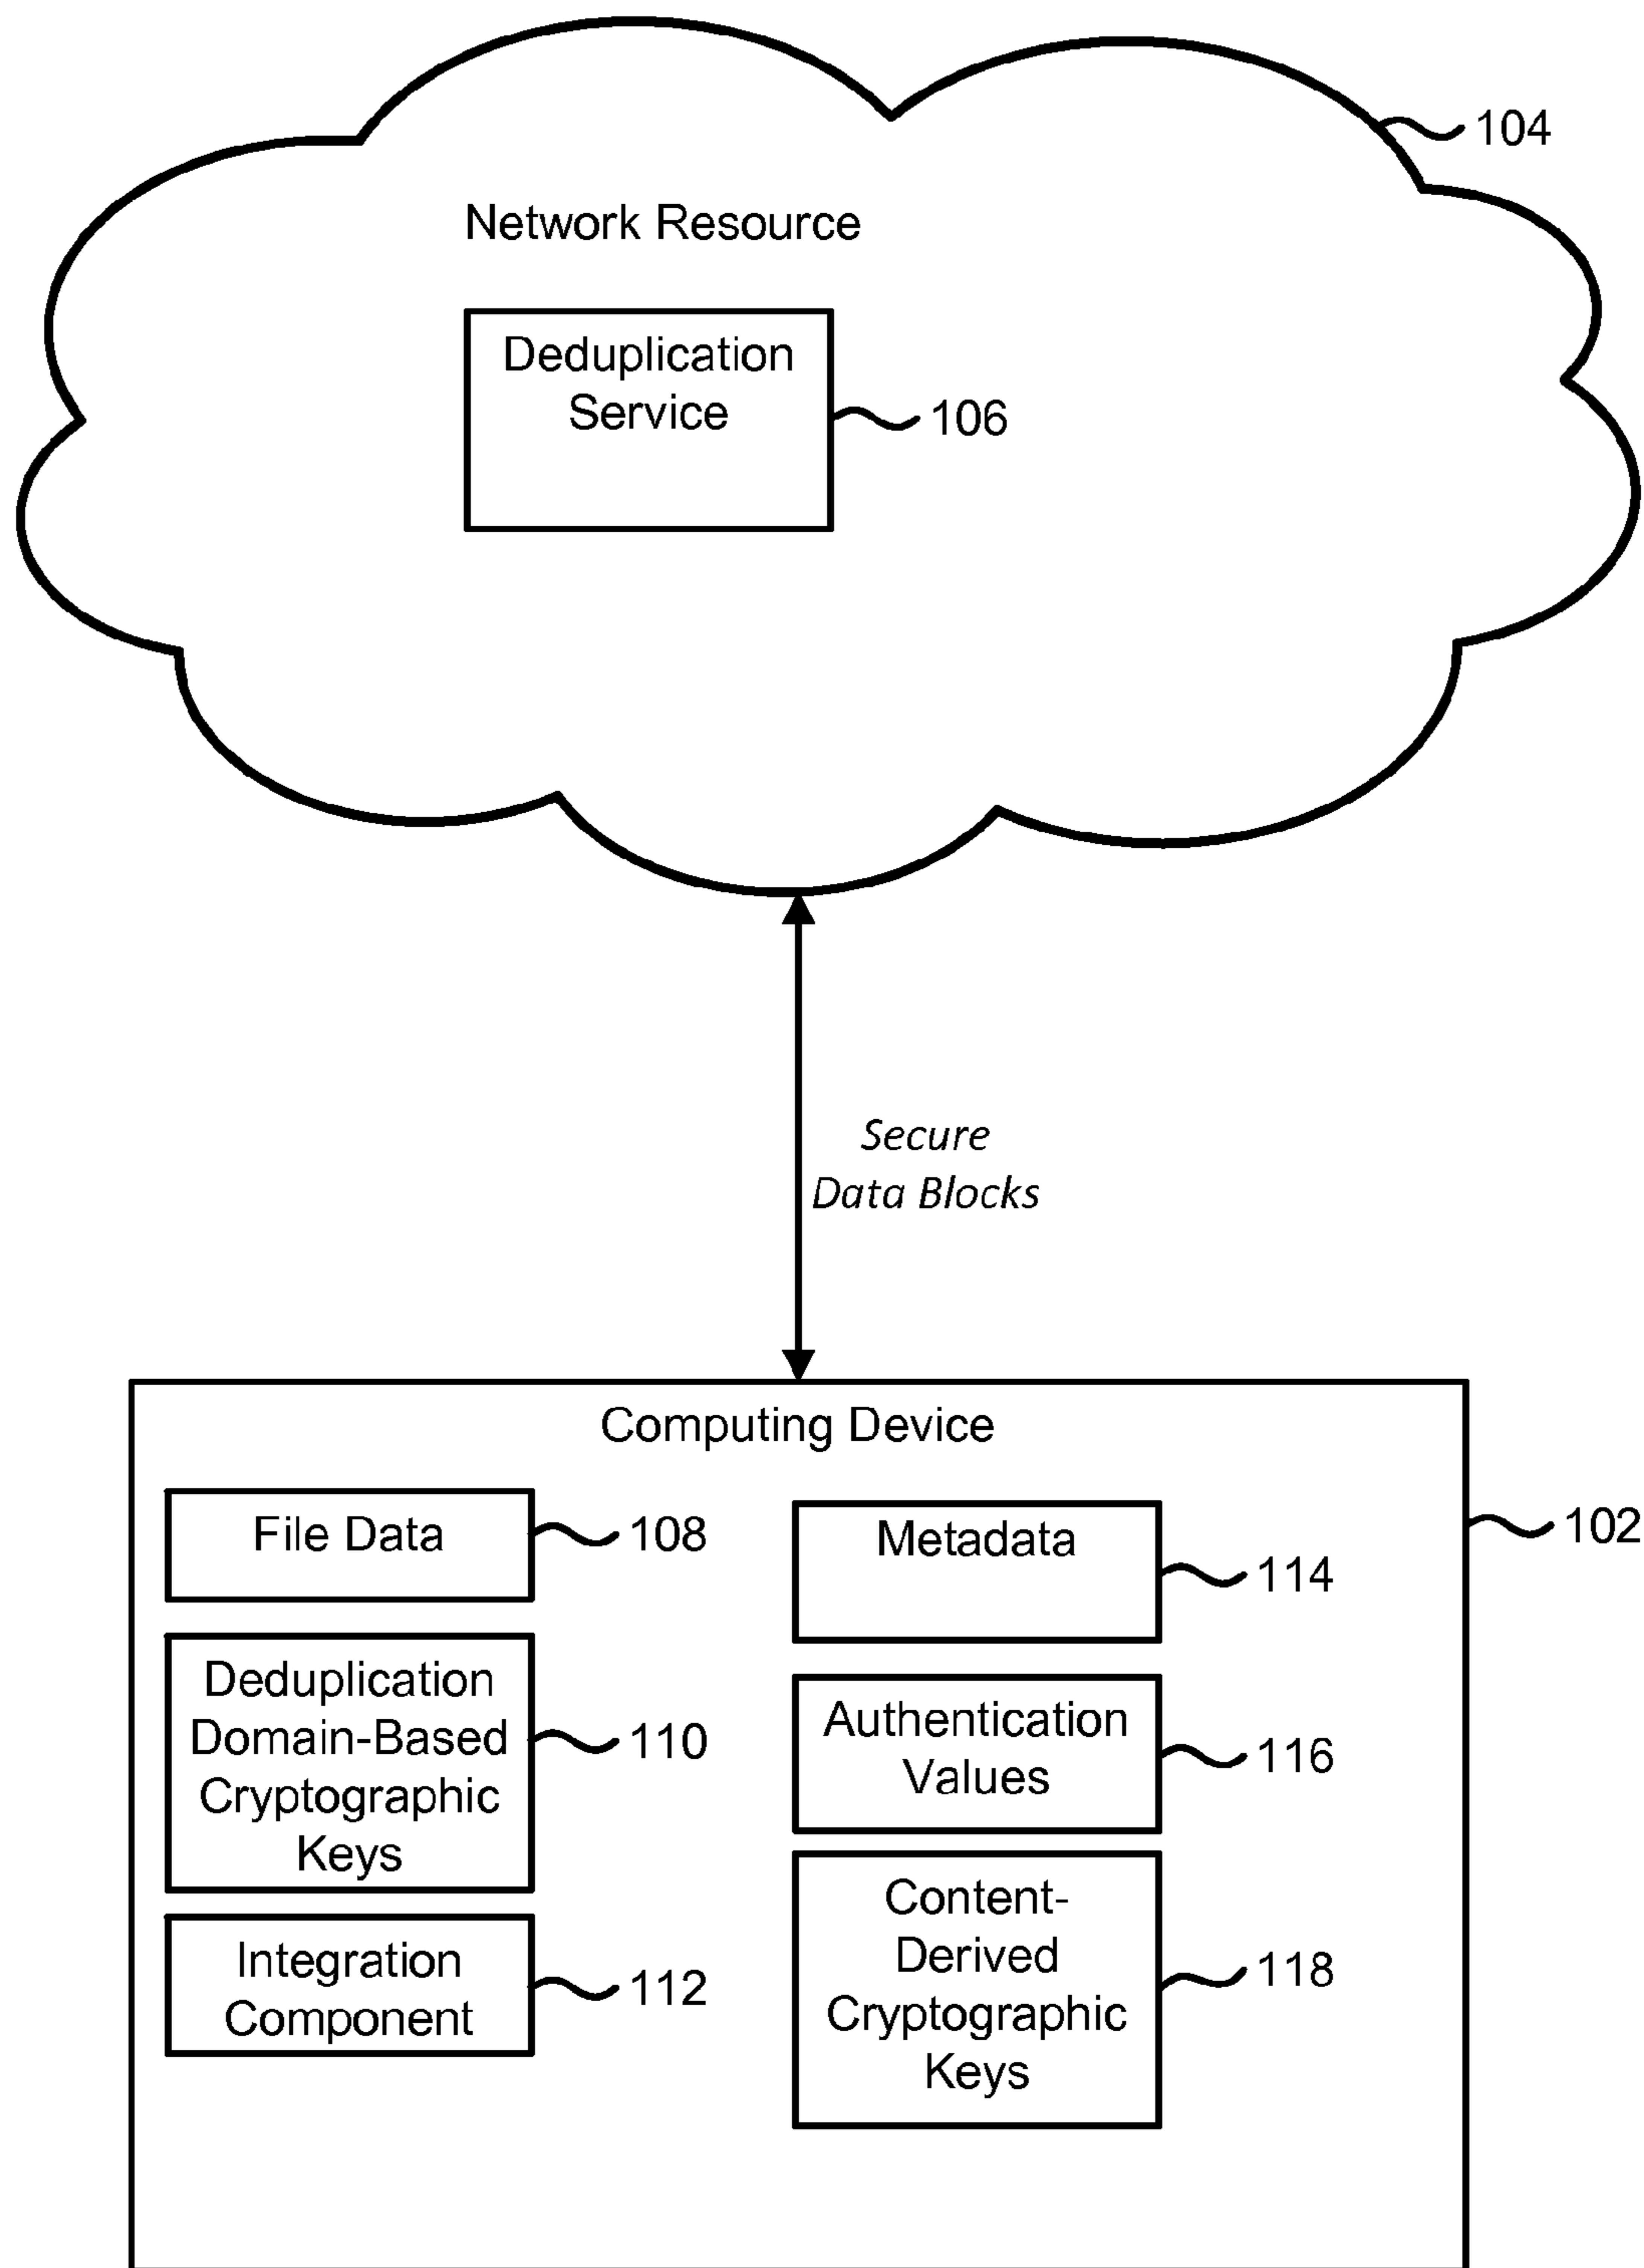 104
Network Resource
Deduplication
Service
106
Secure
Data Blocks
Computing Device
102
File Data
108
Deduplication
Domain-Based
Cryptographic
Keys
110
Integration
Component
112
Metadata
114
Authentication
Values
116
Content-
Derived
Cryptographic
Keys
118